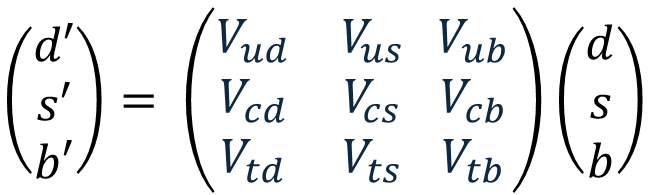 (d′ s′ b′) = (V_ud V_us V_ub
V_cd V_cs V_cb
V_td V_ts V_tb) (d s b)